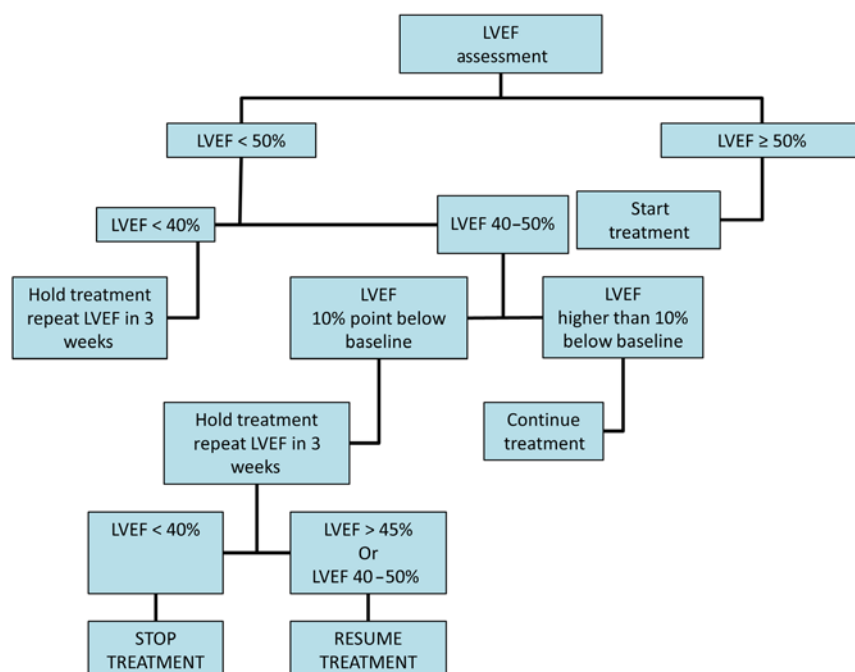 LVEF
assessment
LVEF < 50%
LVEF ≥ 50%
LVEF < 40%
LVEF 40–50%
Start
treatment
Hold treatment
repeat LVEF in 3
weeks
LVEF
10% point below
baseline
LVEF
higher than 10%
below baseline
Hold treatment
repeat LVEF in 3
weeks
Continue
treatment
LVEF < 40%
LVEF > 45%
Or
LVEF 40–50%
STOP
TREATMENT
RESUME
TREATMENT